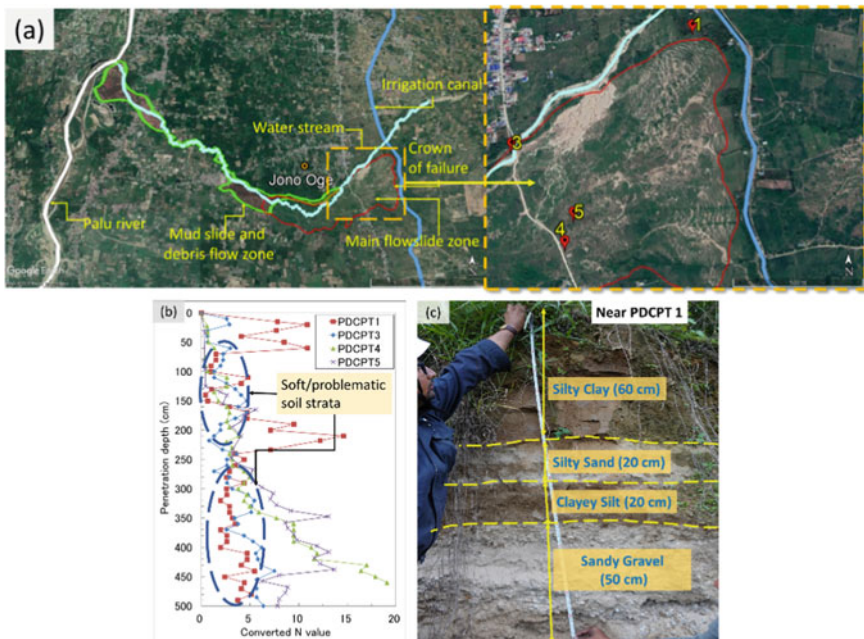 (a)
Irrigation canal
Water stream
Crown
of failure
Jono Oge
Palu river
Mud slide and
debris flow zone
Main flowslide zone
Google Earth
N
1
3
5
4
N
(b)
0
50
100
150
200
250
300
350
400
450
500
Penetration depth (cm)
PDCPT1
PDCPT3
PDCPT4
PDCPT5
Soft/problematic
soil strata
0
5
10
15
20
Converted N value
(c)
Near PDCPT 1
Silty Clay (60 cm)
Silty Sand (20 cm)
Clayey Silt (20 cm)
Sandy Gravel
(50 cm)